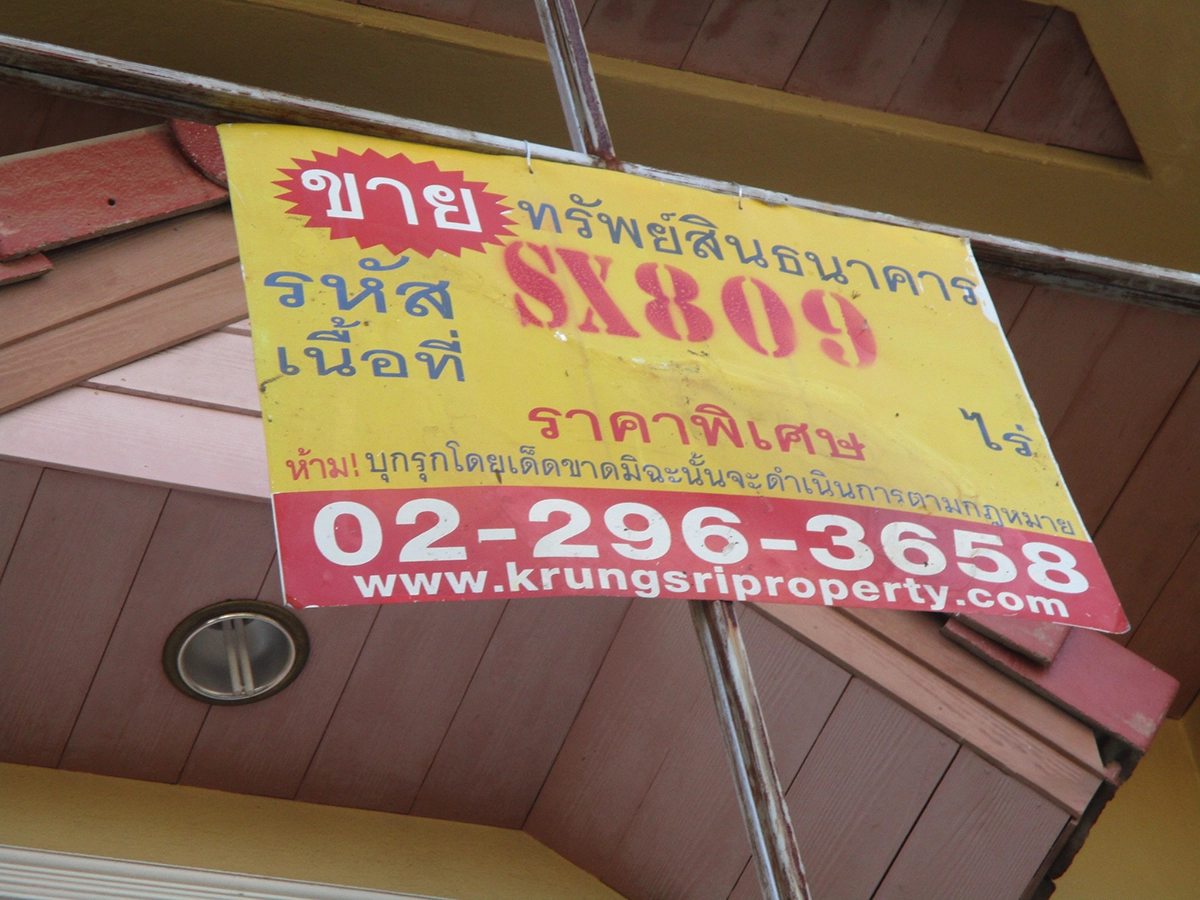 ขาย ทรัพย์สินธนาคาร
รหัส SX809
เนื้อที่ ไร่
ราคาพิเศษ
ห้าม! บุกรุกโดยเด็ดขาดมิฉะนั้นจะดำเนินการตามกฎหมาย
02-296-3658
www.krungsriproperty.com